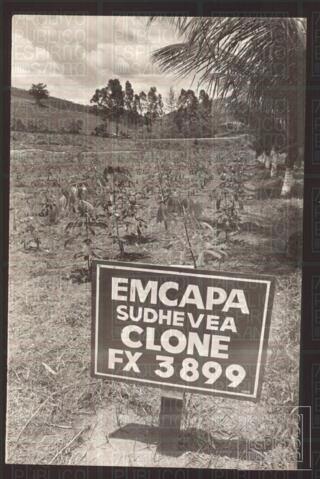 EMCAPA
SUDHEVEA
CLONE
FX 3899